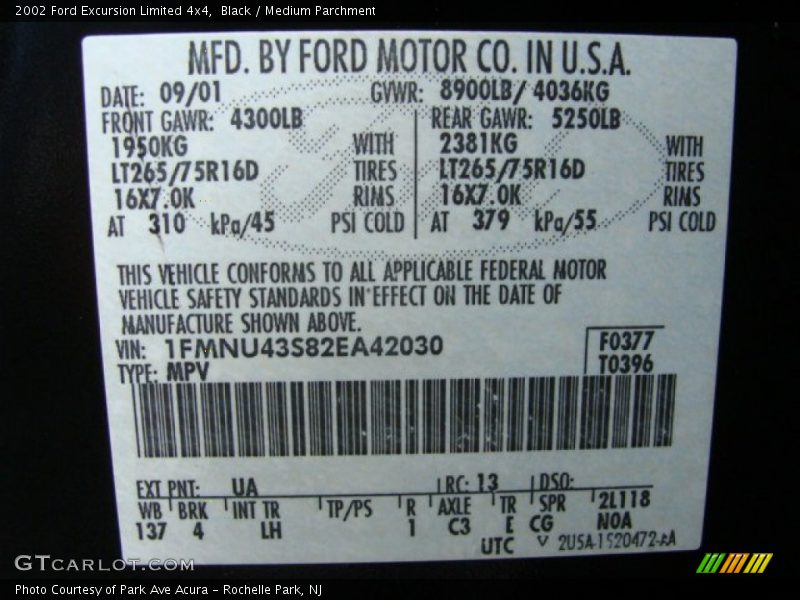 2002 Ford Excursion Limited 4x4, Black / Medium Parchment
MFD. BY FORD MOTOR CO. IN U.S.A.
DATE: 09/01 GVWR: 8900LB/ 4036KG
FRONT GAWR: 4300LB REAR GAWR: 5250LB
1950KG WITH 2381KG WITH
LT265/75R16D TIRES LT265/75R16D TIRES
16X7.0K RIMS 16X7.0K RIMS
AT 310 kPa/45 PSI COLD AT 379 kPa/55 PSI COLD
THIS VEHICLE CONFORMS TO ALL APPLICABLE FEDERAL MOTOR
VEHICLE SAFETY STANDARDS IN EFFECT ON THE DATE OF
MANUFACTURE SHOWN ABOVE.
VIN: 1FMNU43S82EA42030 F0377
TYPE: MPV T0396
EXT PNT: UA RC: 13 DSO:
WB BRK INT TR TP/PS R AXLE TR SPR 2L118
137 4 LH 1 C3 E CG NOA
UTC V 2USA-1520472-AA
GTCARLOT.COM
Photo Courtesy of Park Ave Acura - Rochelle Park, NJ